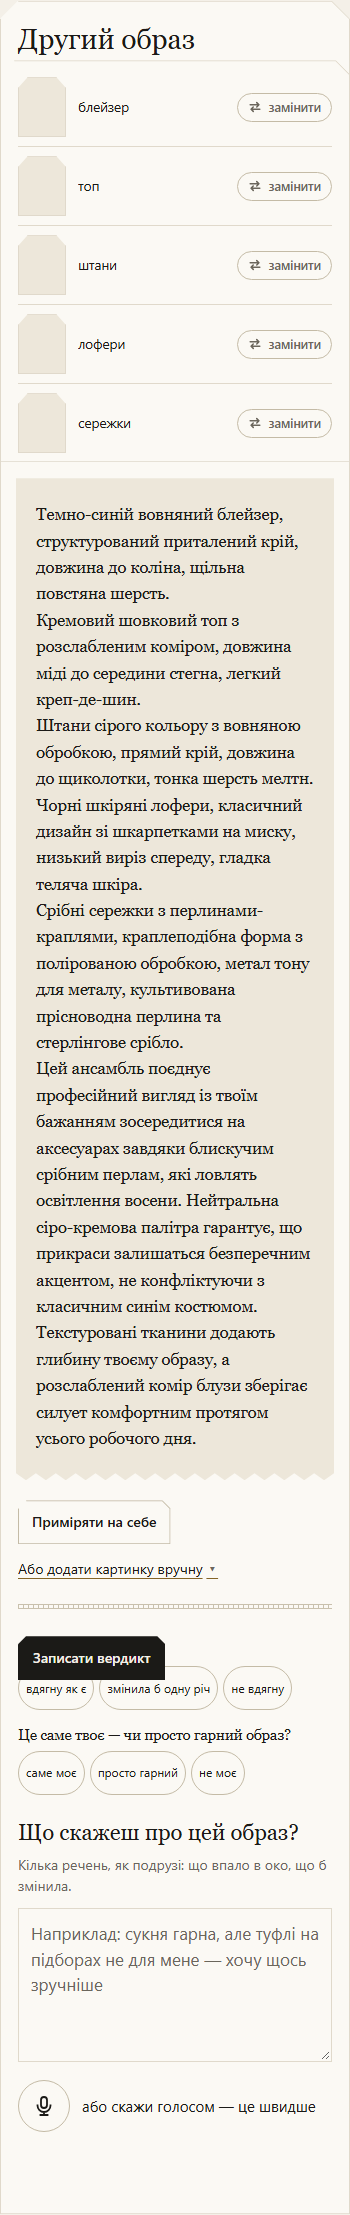 Другий образ
блейзер
замінити
топ
замінити
штани
замінити
лофери
замінити
сережки
замінити
Темно-синій вовняний блейзер,
структурований приталений крій,
довжина до коліна, щільна
повстяна шерсть.
Кремовий шовковий топ з
розслабленим коміром, довжина
міді до середини стегна, легкий
креп-де-шин.
Штани сірого кольору з вовняною
обробкою, прямий крій, довжина
до щиколотки, тонка шерсть мелтн.
Чорні шкіряні лофери, класичний
дизайн зі шкарпетками на миску,
низький виріз спереду, гладка
теляча шкіра.
Срібні сережки з перлинами-
краплями, краплеподібна форма з
полірованою обробкою, метал тону
для металу, культивована
прісноводна перлина та
стерлінгове срібло.
Цей ансамбль поєднує
професійний вигляд із твоїм
бажанням зосередитися на
аксесуарах завдяки блискучим
срібним перлам, які ловлять
освітлення восени. Нейтральна
сіро-кремова палітра гарантує, що
прикраси залишаться безперечним
акцентом, не конфліктуючи з
класичним синім костюмом.
Текстуровані тканини додають
глибину твоєму образу, а
розслаблений комір блузи зберігає
силует комфортним протягом
усього робочого дня.
Приміряти на себе
Або додати картинку вручну
Записати вердикт
вдягну як є
змінила б одну річ
не вдягну
Це саме твоє — чи просто гарний образ?
саме моє
просто гарний
не моє
Що скажеш про цей образ?
Кілька речень, як подрузі: що впало в око, що б
змінила.
Наприклад: сукня гарна, але туфлі на
підборах не для мене — хочу щось
зручніше
або скажи голосом — це швидше